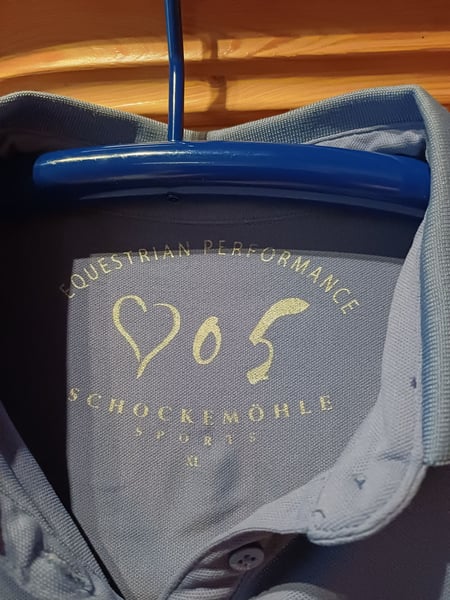 EQUESTRIAN PERFORMANCE
05
SCHOCKEMÖHLE
SPORTS
XL